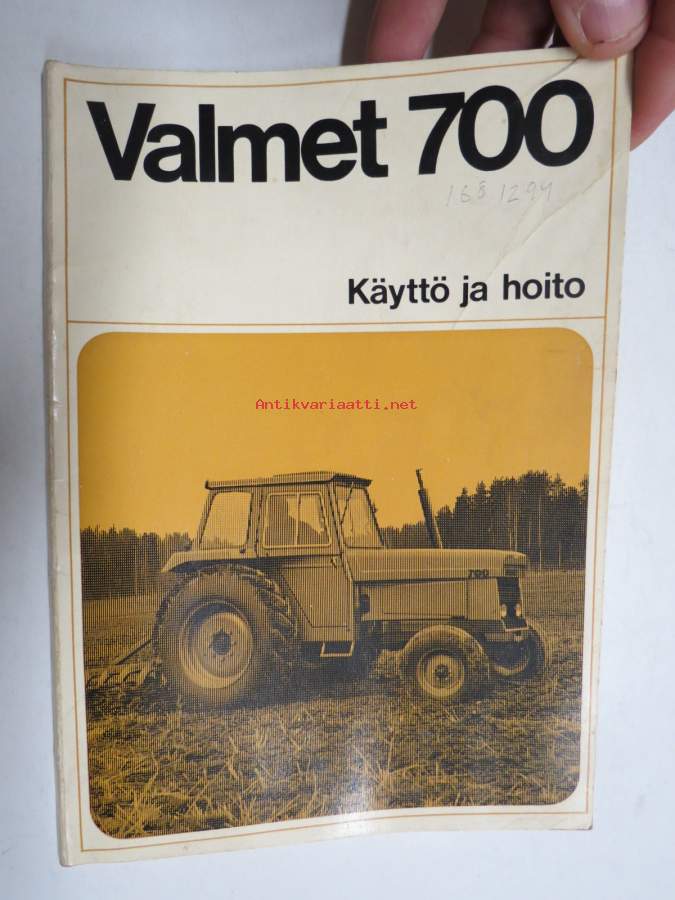 Valmet 700
168 1294
Käyttö ja hoito
Antikvariaatti.net
700